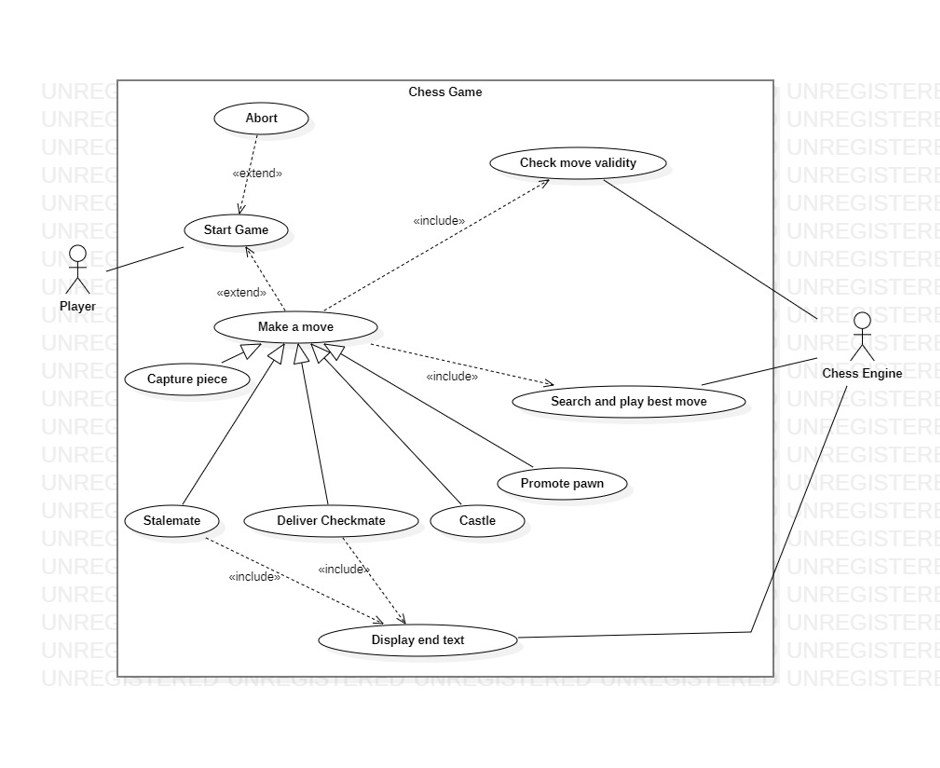 Chess Game
Abort
Check move validity
«extend»
«include»
Start Game
Player
«extend»
Make a move
Chess Engine
Capture piece
«include»
Search and play best move
Promote pawn
Stalemate
Deliver Checkmate
Castle
«include»
«include»
Display end text
UNREGISTERED UNREGISTERED UNREGISTERED UNREGISTERED UNREGISTERE